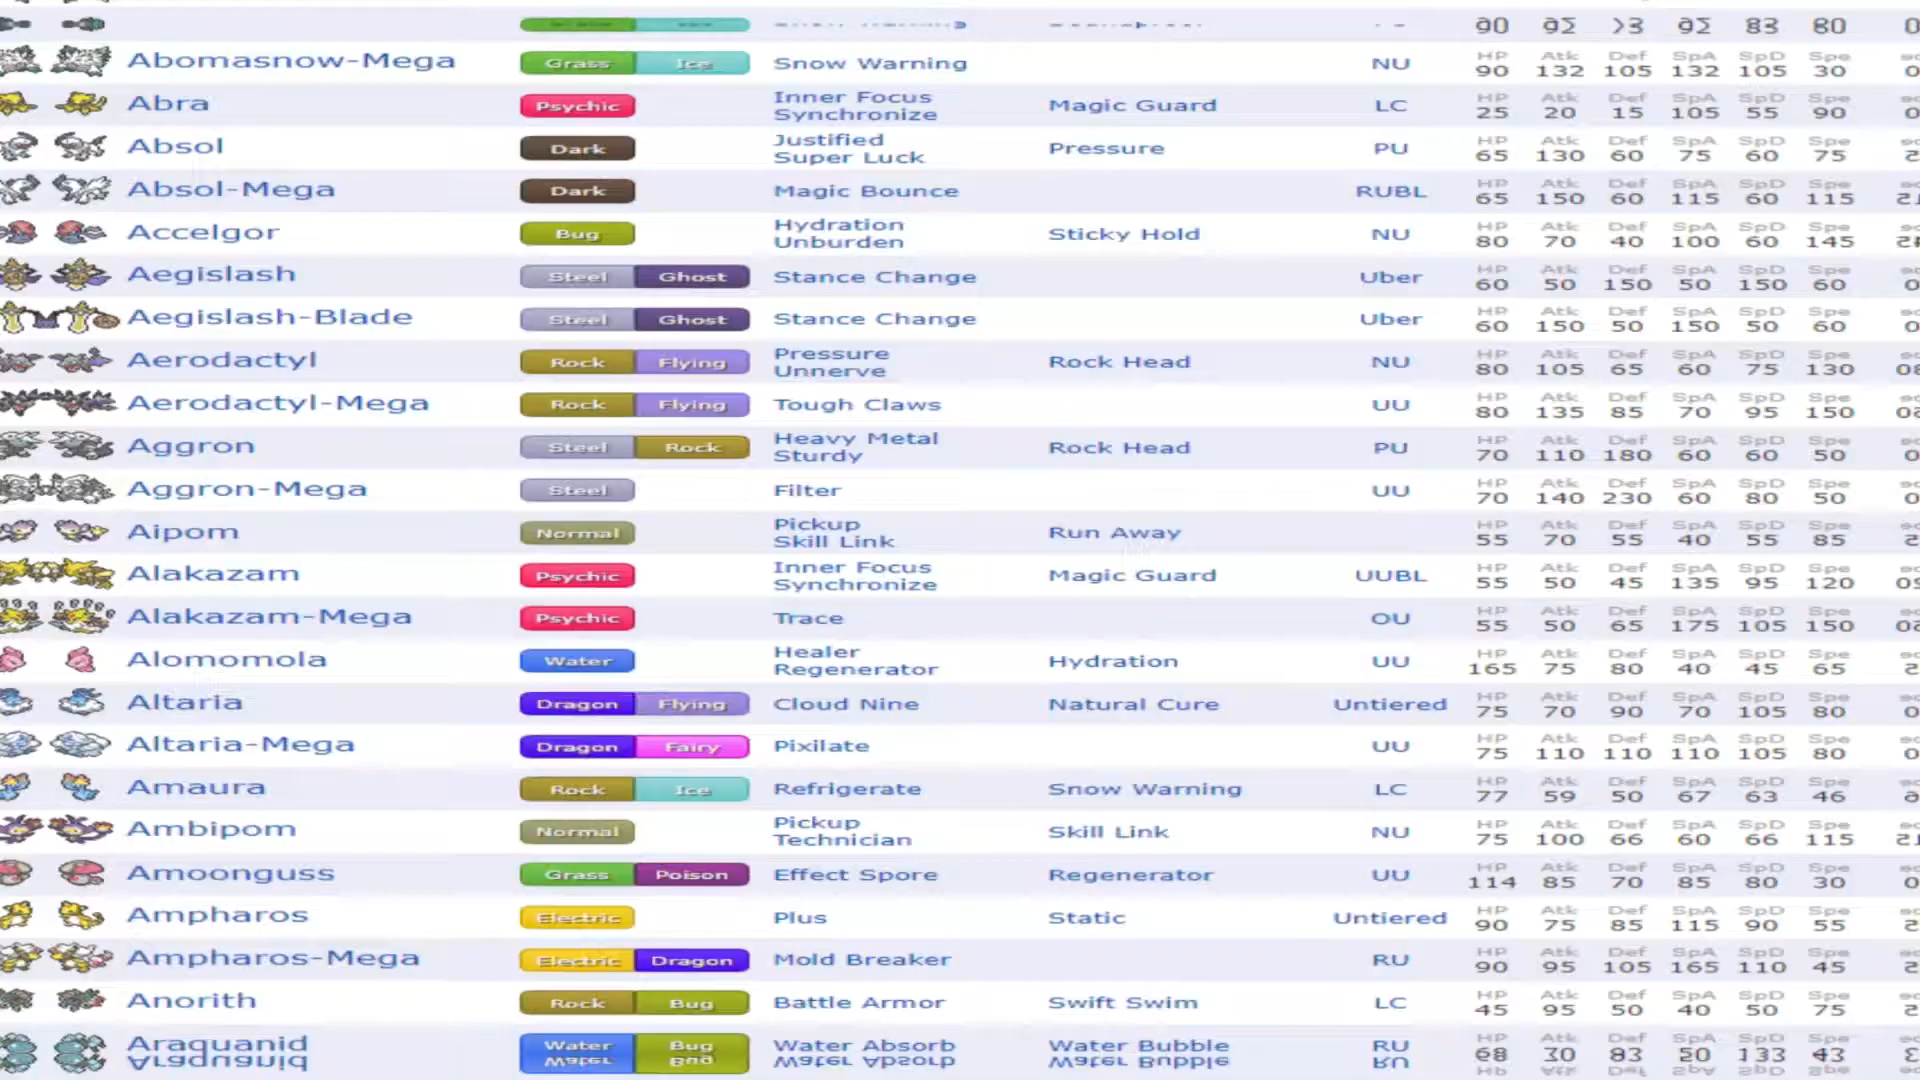 90 92 73 92 83 80
Abomasnow-Mega Grass Ice Snow Warning NU HP 90 Atk 132 Def 105 SpA 132 SpD 105 Spe 30
Abra Psychic Inner Focus Synchronize Magic Guard LC HP 25 Atk 20 Def 15 SpA 105 SpD 55 Spe 90
Absol Dark Justified Super Luck Pressure PU HP 65 Atk 130 Def 60 SpA 75 SpD 60 Spe 75
Absol-Mega Dark Magic Bounce RUBL HP 65 Atk 150 Def 60 SpA 115 SpD 60 Spe 115
Accelgor Bug Hydration Unburden Sticky Hold NU HP 80 Atk 70 Def 40 SpA 100 SpD 60 Spe 145
Aegislash Steel Ghost Stance Change Uber HP 60 Atk 50 Def 150 SpA 50 SpD 150 Spe 60
Aegislash-Blade Steel Ghost Stance Change Uber HP 60 Atk 150 Def 50 SpA 150 SpD 50 Spe 60
Aerodactyl Rock Flying Pressure Unnerve Rock Head NU HP 80 Atk 105 Def 65 SpA 60 SpD 75 Spe 130
Aerodactyl-Mega Rock Flying Tough Claws UU HP 80 Atk 135 Def 85 SpA 70 SpD 95 Spe 150
Aggron Steel Rock Heavy Metal Sturdy Rock Head PU HP 70 Atk 110 Def 180 SpA 60 SpD 60 Spe 50
Aggron-Mega Steel Filter UU HP 70 Atk 140 Def 230 SpA 60 SpD 80 Spe 50
Aipom Normal Pickup Skill Link Run Away HP 55 Atk 70 Def 55 SpA 40 SpD 55 Spe 85
Alakazam Psychic Inner Focus Synchronize Magic Guard UUBL HP 55 Atk 50 Def 45 SpA 135 SpD 95 Spe 120
Alakazam-Mega Psychic Trace OU HP 55 Atk 50 Def 65 SpA 175 SpD 105 Spe 150
Alomomola Water Healer Regenerator Hydration UU HP 165 Atk 75 Def 80 SpA 40 SpD 45 Spe 65
Altaria Dragon Flying Cloud Nine Natural Cure Untiered HP 75 Atk 70 Def 90 SpA 70 SpD 105 Spe 80
Altaria-Mega Dragon Fairy Pixilate UU HP 75 Atk 110 Def 110 SpA 110 SpD 105 Spe 80
Amaura Rock Ice Refrigerate Snow Warning LC HP 77 Atk 59 Def 50 SpA 67 SpD 63 Spe 46
Ambipom Normal Pickup Technician Skill Link NU HP 75 Atk 100 Def 66 SpA 60 SpD 66 Spe 115
Amoonguss Grass Poison Effect Spore Regenerator UU HP 114 Atk 85 Def 70 SpA 85 SpD 80 Spe 30
Ampharos Electric Plus Static Untiered HP 90 Atk 75 Def 85 SpA 115 SpD 90 Spe 55
Ampharos-Mega Electric Dragon Mold Breaker RU HP 90 Atk 95 Def 105 SpA 165 SpD 110 Spe 45
Anorith Rock Bug Battle Armor Swift Swim LC HP 45 Atk 95 Def 50 SpA 40 SpD 50 Spe 75
Araquanid Water Bug Water Absorb Water Bubble RU HP 68 Atk Def SpA SpD 133 Spe 43